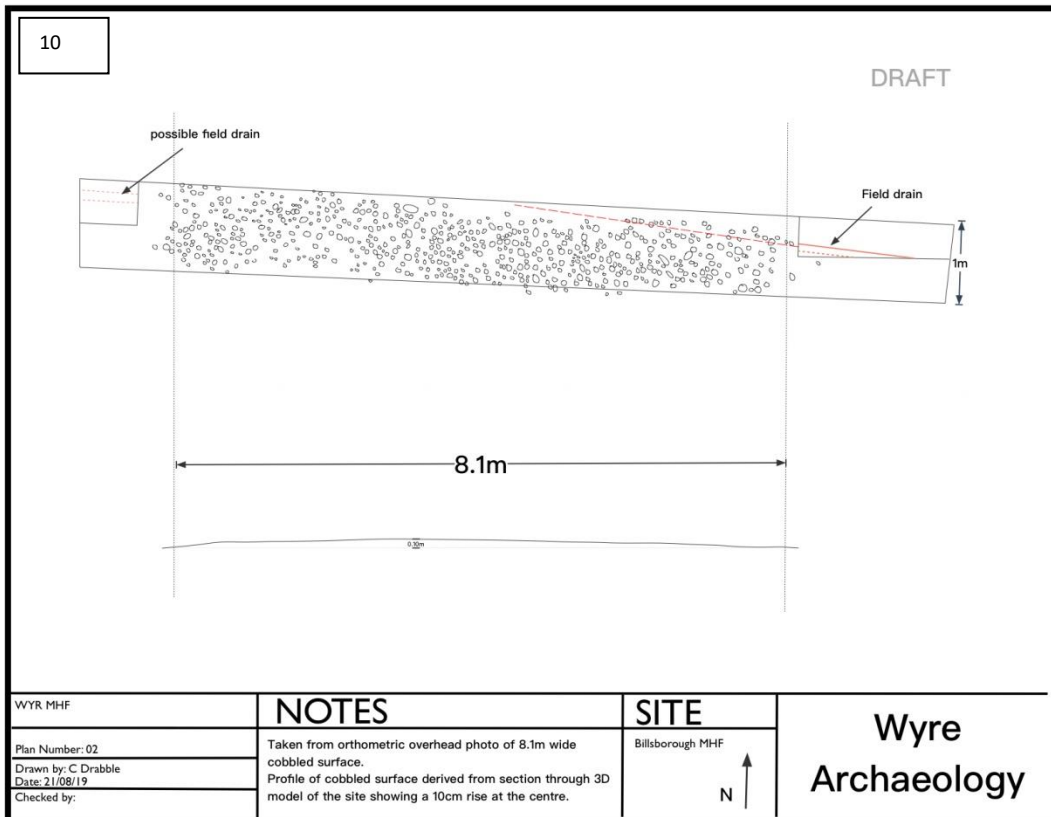 10
DRAFT
possible field drain
Field drain
1m
8.1m
0.10m
WYR MHF
Plan Number: 02
Drawn by: C Drabble
Date: 21/08/19
Checked by:
NOTES
Taken from orthometric overhead photo of 8.1m wide
cobbled surface.
Profile of cobbled surface derived from section through 3D
model of the site showing a 10cm rise at the centre.
SITE
Billsborough MHF
N
Wyre
Archaeology